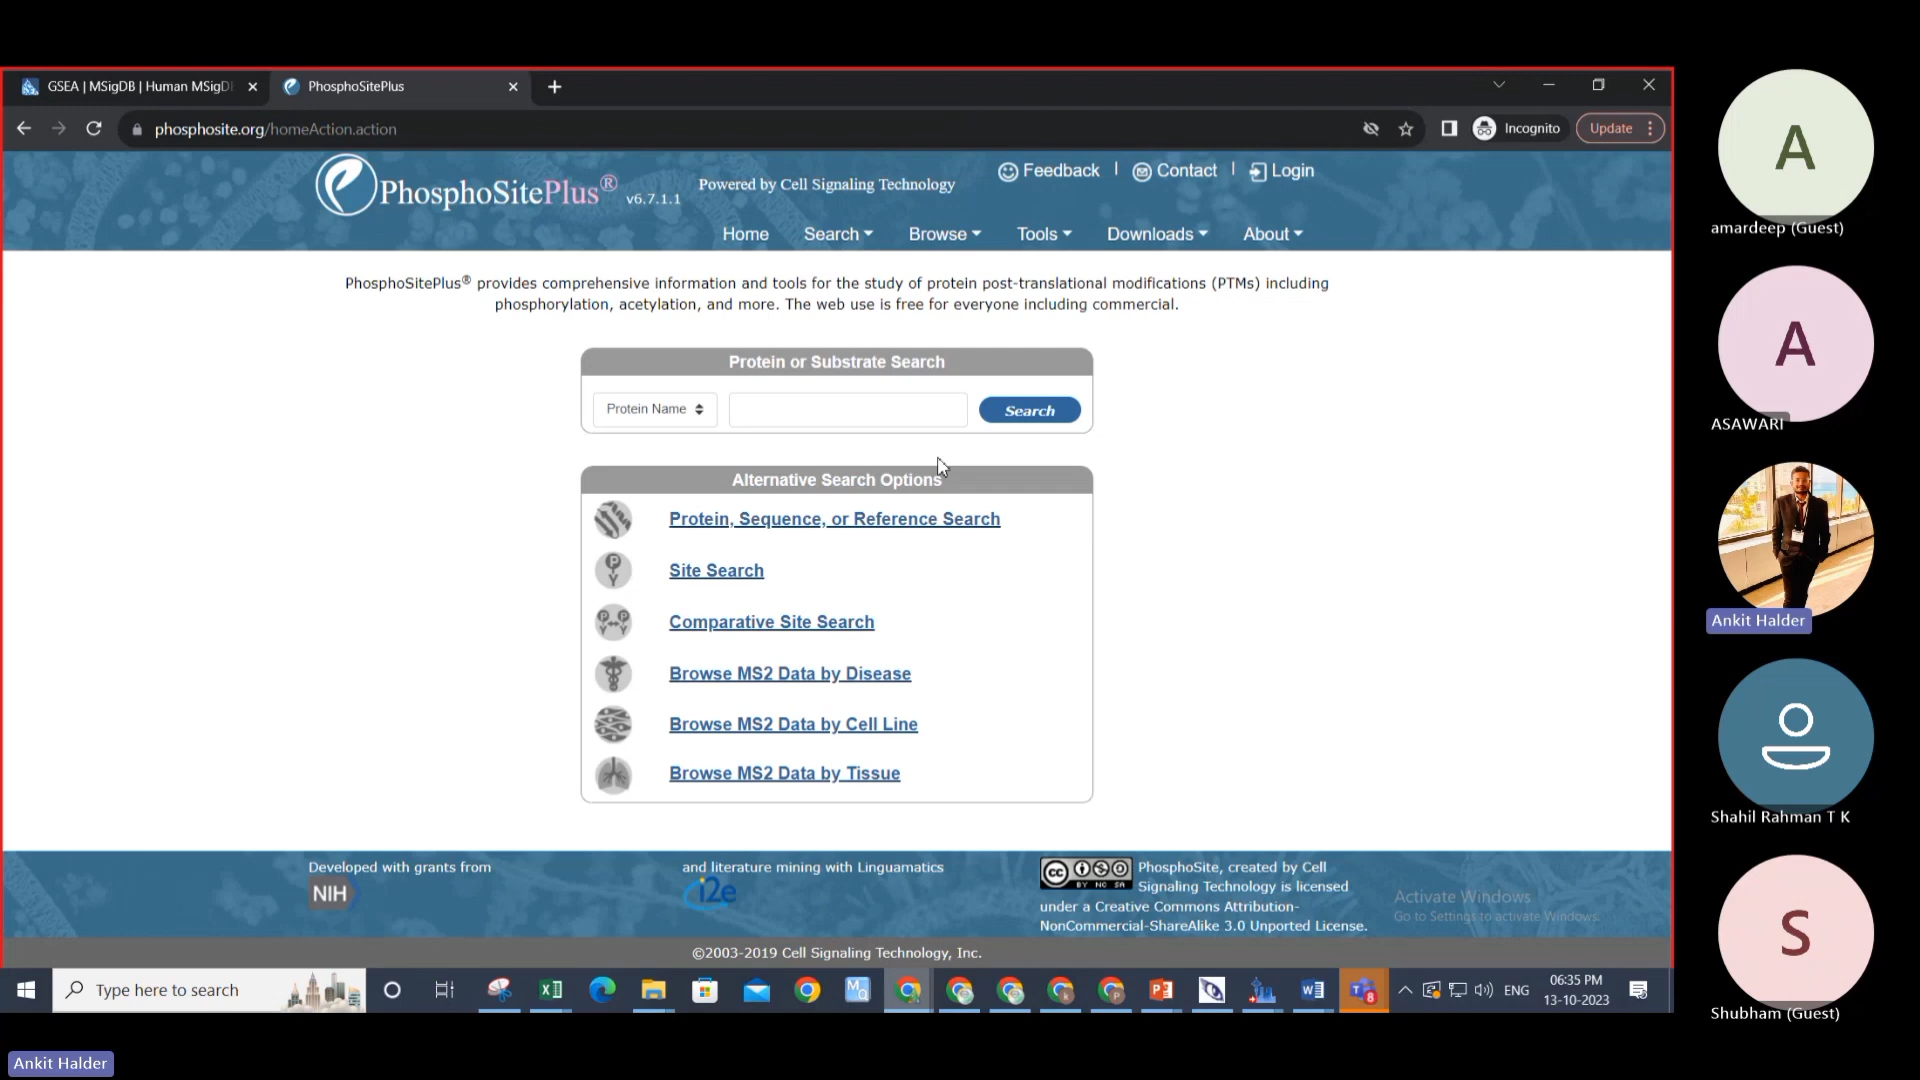 GSEA | MSigDB | Human MSigD
PhosphoSitePlus
phosphosite.org/homeAction.action
Incognito
Update
PhosphoSitePlus® v6.7.1.1
Powered by Cell Signaling Technology
Feedback | Contact | Login
Home Search Browse Tools Downloads About
PhosphoSitePlus® provides comprehensive information and tools for the study of protein post-translational modifications (PTMs) including
phosphorylation, acetylation, and more. The web use is free for everyone including commercial.
Protein or Substrate Search
Protein Name
Search
Alternative Search Options
Protein, Sequence, or Reference Search
Site Search
Comparative Site Search
Browse MS2 Data by Disease
Browse MS2 Data by Cell Line
Browse MS2 Data by Tissue
Developed with grants from
NIH
and literature mining with Linguamatics
i2e
cc BY NC SA
PhosphoSite, created by Cell
Signaling Technology is licensed
under a Creative Commons Attribution-
NonCommercial-ShareAlike 3.0 Unported License.
Activate Windows
Go to Settings to activate Windows.
©2003-2019 Cell Signaling Technology, Inc.
Type here to search
ENG
06:35 PM
13-10-2023
A
amardeep (Guest)
A
ASAWARI
Ankit Halder
Shahil Rahman T K
S
Shubham (Guest)
Ankit Halder